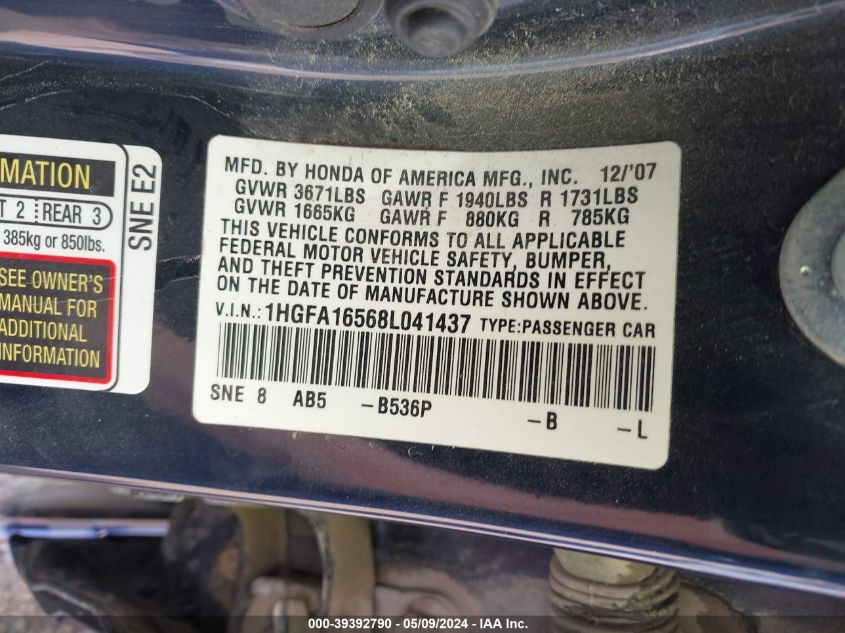 MATION
T 2 REAR 3
385kg or 850lbs.
SEE OWNER'S
MANUAL FOR
ADDITIONAL
INFORMATION
SNE E2
MFD. BY HONDA OF AMERICA MFG., INC. 12/'07
GVWR 3671LBS GAWR F 1940LBS R 1731LBS
GVWR 1665KG GAWR F 880KG R 785KG
THIS VEHICLE CONFORMS TO ALL APPLICABLE
FEDERAL MOTOR VEHICLE SAFETY, BUMPER,
AND THEFT PREVENTION STANDARDS IN EFFECT
ON THE DATE OF MANUFACTURE SHOWN ABOVE.
V.I.N.: 1HGFA16568L041437 TYPE:PASSENGER CAR
SNE 8 AB5 -B536P -B -L
000-39392790 - 05/09/2024 - IAA Inc.